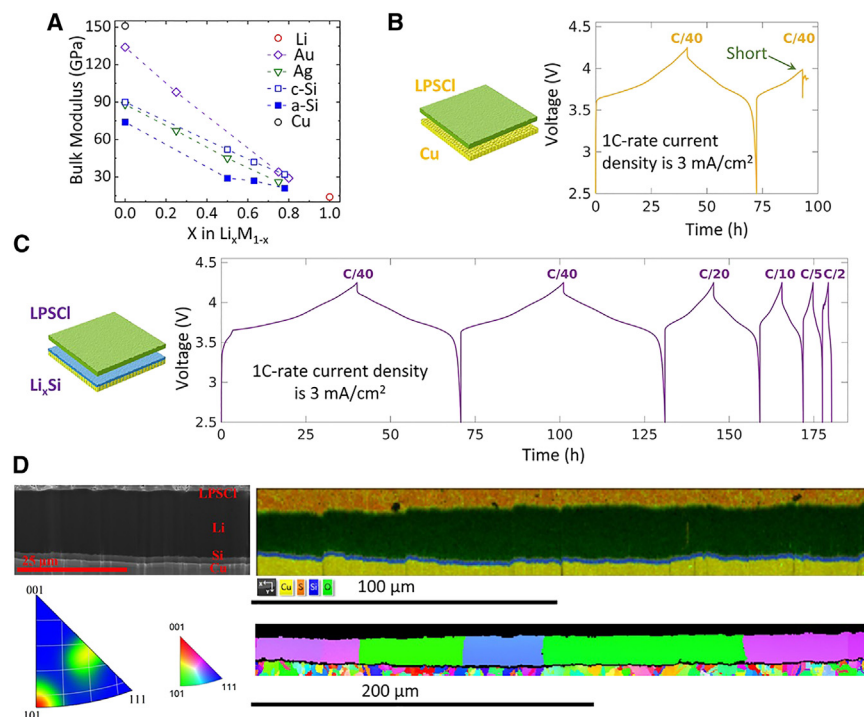 A
Bulk Modulus (GPa)
150
120
90
60
30
0.0 0.2 0.4 0.6 0.8 1.0
X in LiₓM₁₋ₓ
Li
Au
Ag
c-Si
a-Si
Cu
B
LPSCl
Cu
Voltage (V)
4.5
4.0
3.5
3.0
2.5
C/40 C/40
Short
1C-rate current
density is 3 mA/cm²
0 25 50 75 100
Time (h)
C
LPSCl
LiₓSi
Voltage (V)
4.5
4
3.5
3
2.5
C/40 C/40 C/20 C/10 C/5 C/2
1C-rate current density
is 3 mA/cm²
0 25 50 75 100 125 150 175
Time (h)
D
LPSCl
Li
Si
25 µm
Cu
Cu S Si O
100 µm
001
111
101
001
111
101
200 µm